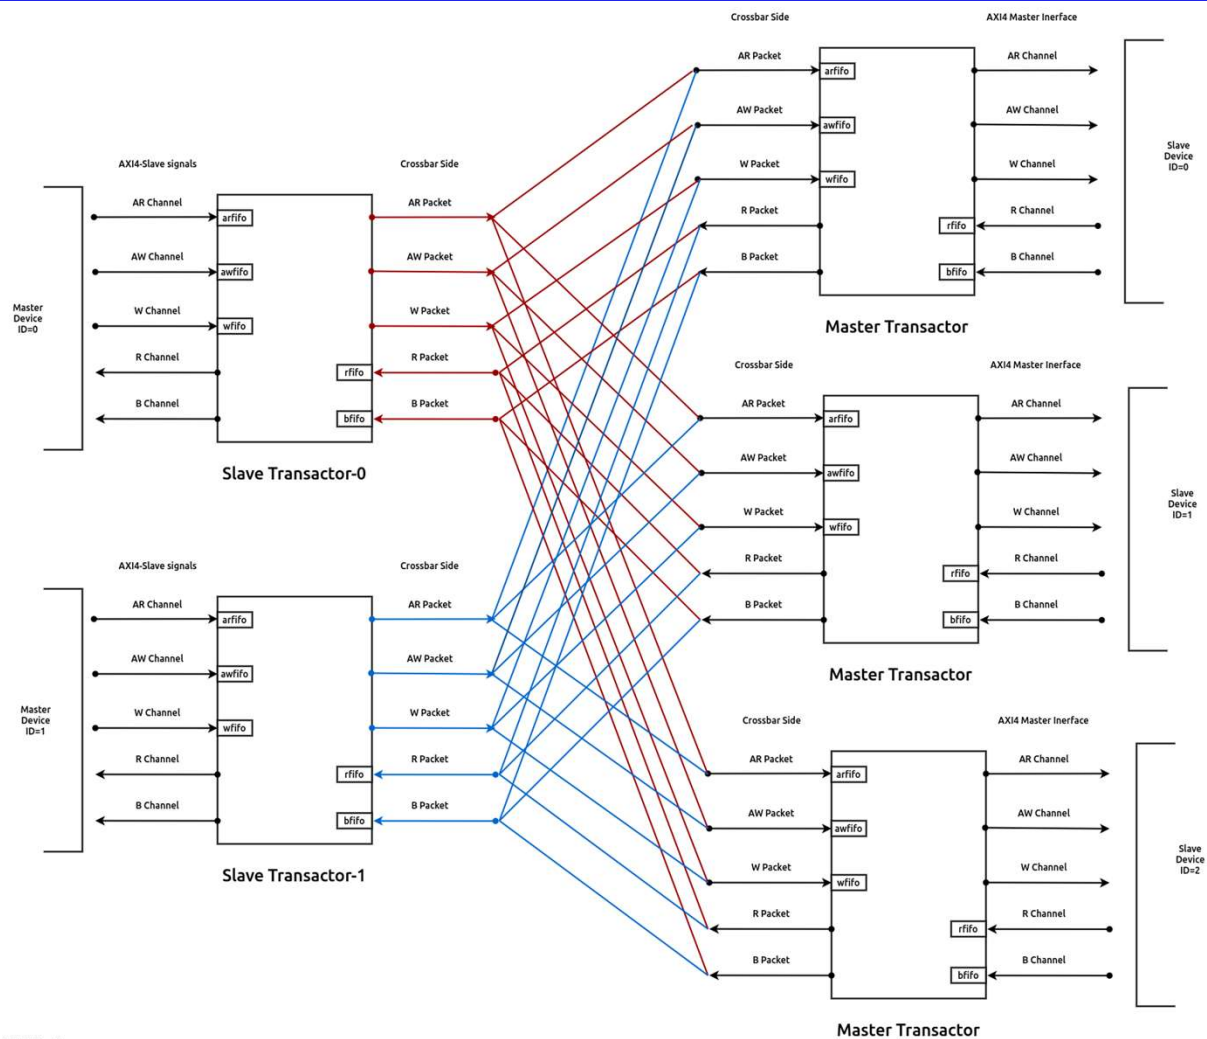 Crossbar Side
AXI4 Master Inerface
AR Packet
arfifo
AR Channel
AW Packet
awfifo
AW Channel
W Packet
wfifo
W Channel
R Packet
rfifo
R Channel
B Packet
bfifo
B Channel
Slave
Device
ID=0
Master Transactor
AXI4-Slave signals
Crossbar Side
Master
Device
ID=0
AR Channel
arfifo
AR Packet
AW Channel
awfifo
AW Packet
W Channel
wfifo
W Packet
R Channel
rfifo
R Packet
B Channel
bfifo
B Packet
Slave Transactor-0
Crossbar Side
AXI4 Master Inerface
AR Packet
arfifo
AR Channel
AW Packet
awfifo
AW Channel
W Packet
wfifo
W Channel
R Packet
rfifo
R Channel
B Packet
bfifo
B Channel
Slave
Device
ID=1
Master Transactor
AXI4-Slave signals
Crossbar Side
Master
Device
ID=1
AR Channel
arfifo
AR Packet
AW Channel
awfifo
AW Packet
W Channel
wfifo
W Packet
R Channel
rfifo
R Packet
B Channel
bfifo
B Packet
Slave Transactor-1
Crossbar Side
AXI4 Master Inerface
AR Packet
arfifo
AR Channel
AW Packet
awfifo
AW Channel
W Packet
wfifo
W Channel
R Packet
rfifo
R Channel
B Packet
bfifo
B Channel
Slave
Device
ID=2
Master Transactor